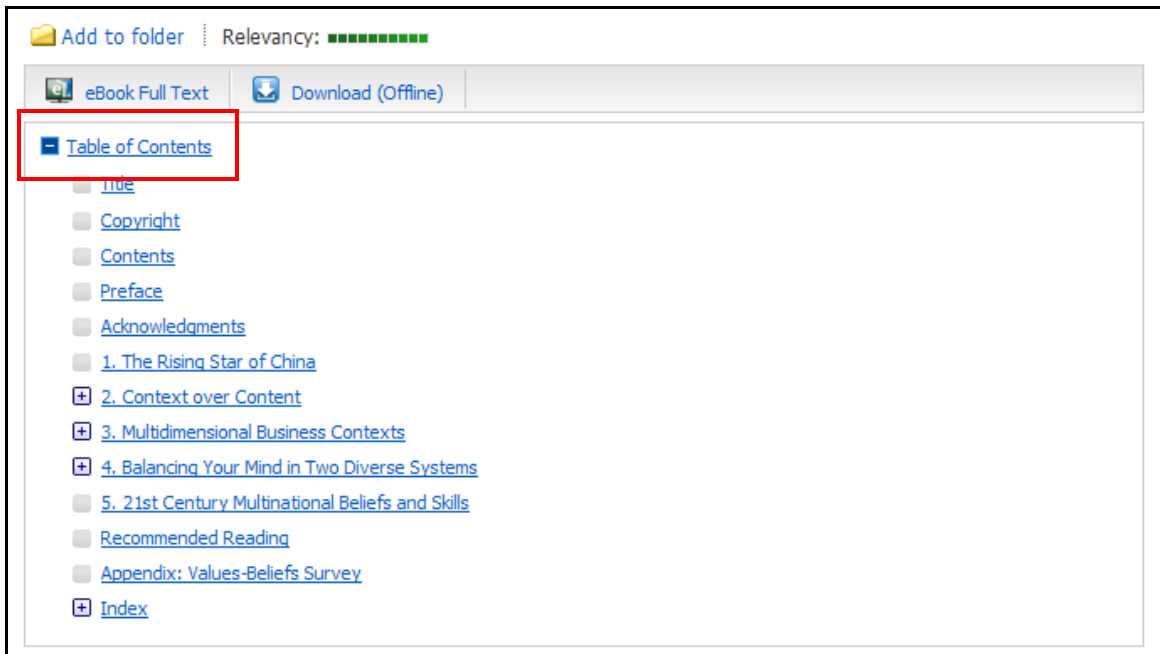 Add to folder Relevancy:
eBook Full Text Download (Offline)
Table of Contents
Title
Copyright
Contents
Preface
Acknowledgments
1. The Rising Star of China
2. Context over Content
3. Multidimensional Business Contexts
4. Balancing Your Mind in Two Diverse Systems
5. 21st Century Multinational Beliefs and Skills
Recommended Reading
Appendix: Values-Beliefs Survey
Index